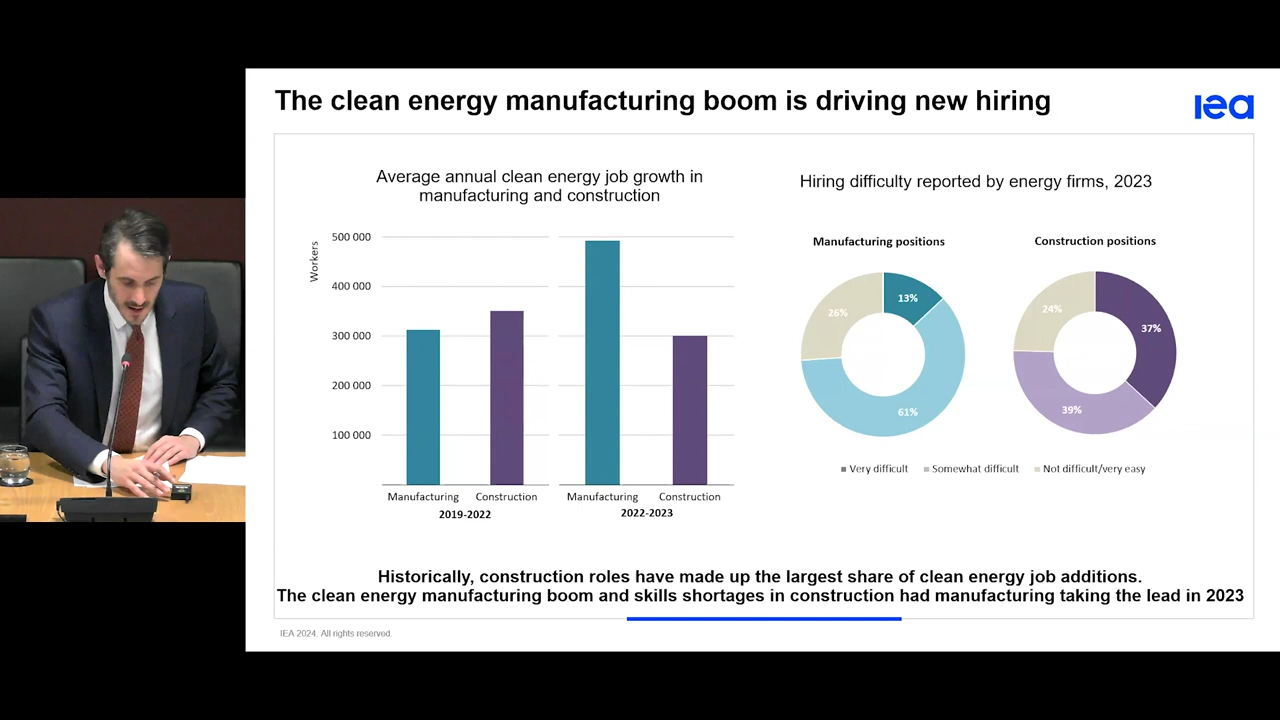 The clean energy manufacturing boom is driving new hiring
iea
Average annual clean energy job growth in
manufacturing and construction
Workers
500 000
400 000
300 000
200 000
100 000
Manufacturing
Construction
2019-2022
Manufacturing
Construction
2022-2023
Hiring difficulty reported by energy firms, 2023
Manufacturing positions
13%
61%
26%
Construction positions
37%
39%
24%
Very difficult
Somewhat difficult
Not difficult/very easy
Historically, construction roles have made up the largest share of clean energy job additions.
The clean energy manufacturing boom and skills shortages in construction had manufacturing taking the lead in 2023
IEA 2024. All rights reserved.